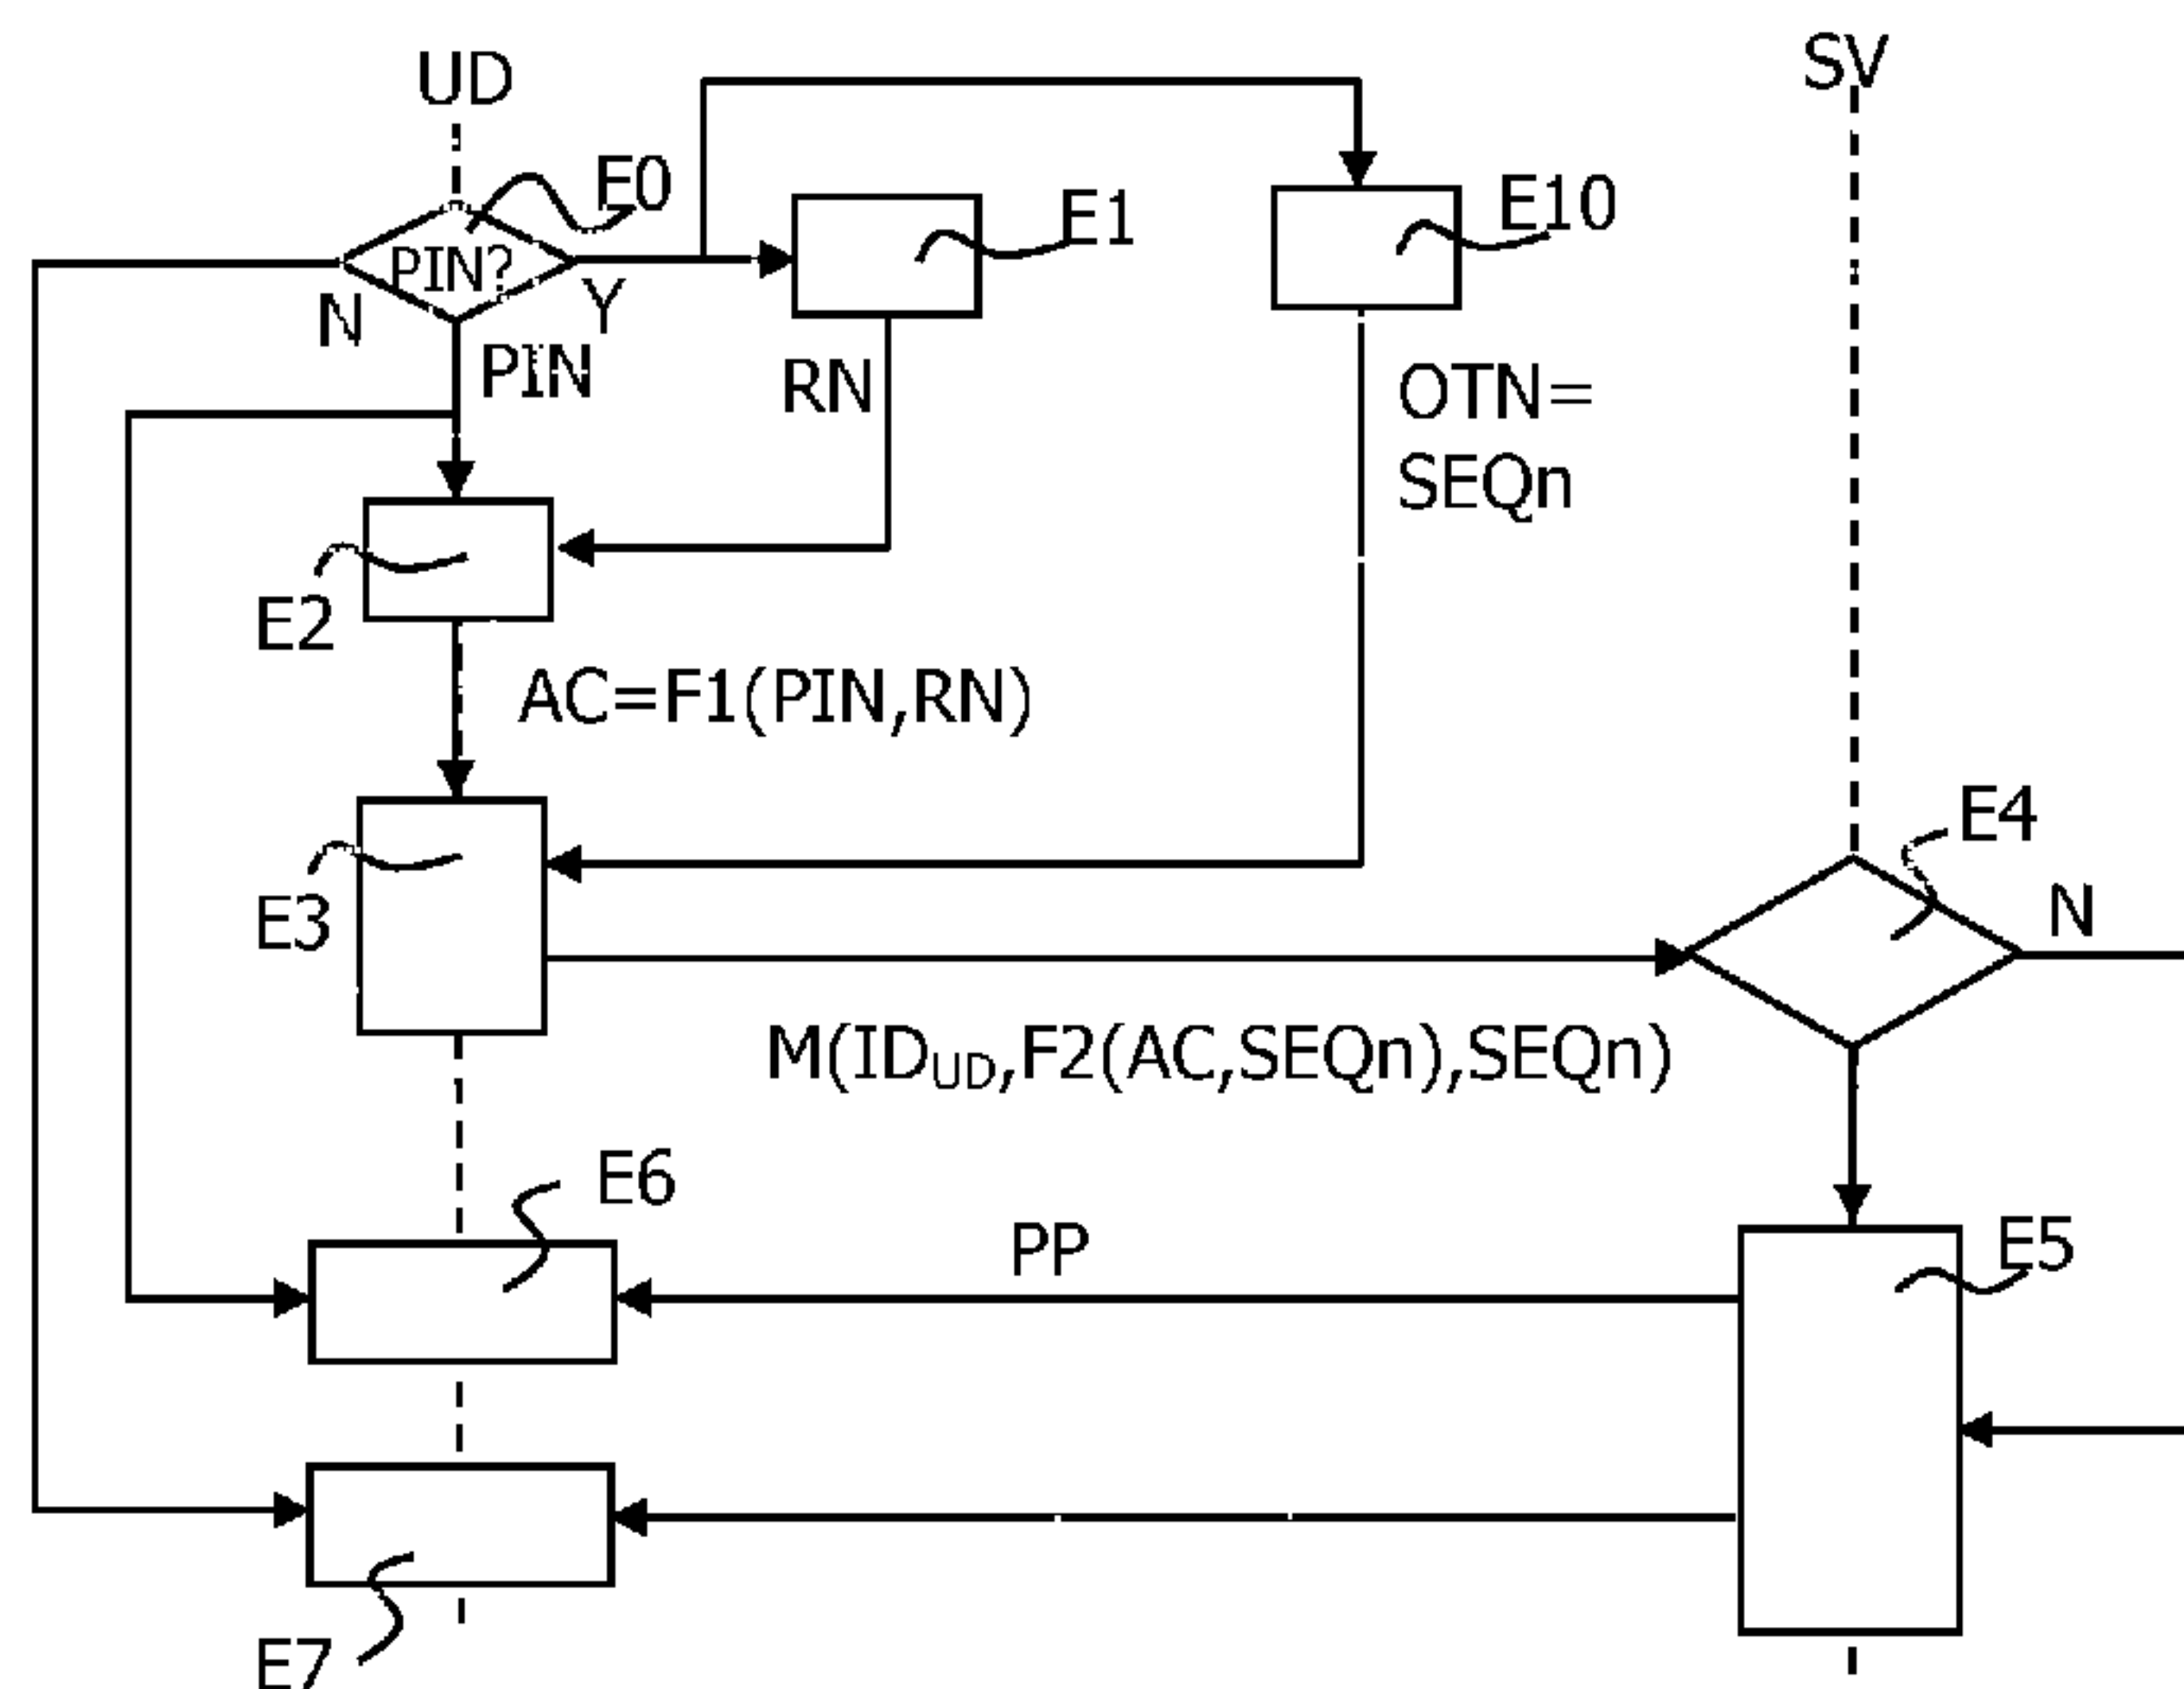 UD
SV
E0
E1
E10
PIN?
N
Y
PIN
RN
OTN=
SEQn
E2
AC=F1(PIN,RN)
E4
E3
N
M(IDUD,F2(AC,SEQn),SEQn)
E6
PP
E5
E7